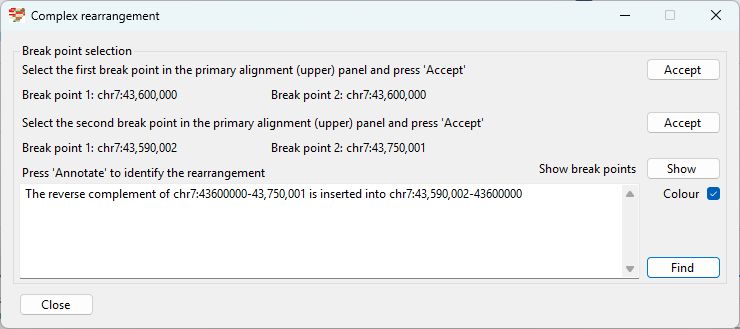 Complex rearrangement
Break point selection
Select the first break point in the primary alignment (upper) panel and press 'Accept'
Accept
Break point 1: chr7:43,600,000 Break point 2: chr7:43,600,000
Select the second break point in the primary alignment (upper) panel and press 'Accept'
Accept
Break point 1: chr7:43,590,002 Break point 2: chr7:43,750,001
Press 'Annotate' to identify the rearrangement
Show break points
Show
The reverse complement of chr7:43600000-43,750,001 is inserted into chr7:43,590,002-43600000
Colour
Find
Close